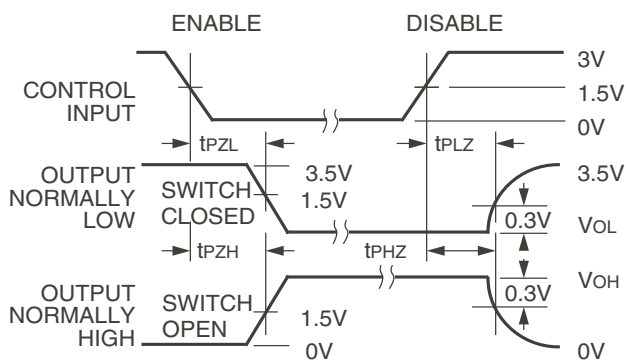 ENABLE DISABLE
3V
CONTROL INPUT 1.5V
0V
tPZL tPLZ
OUTPUT NORMALLY LOW
SWITCH CLOSED
3.5V 3.5V
1.5V
0.3V VOL
tPZH tPHZ
VOH
OUTPUT NORMALLY HIGH
SWITCH OPEN
0.3V
1.5V
0V 0V